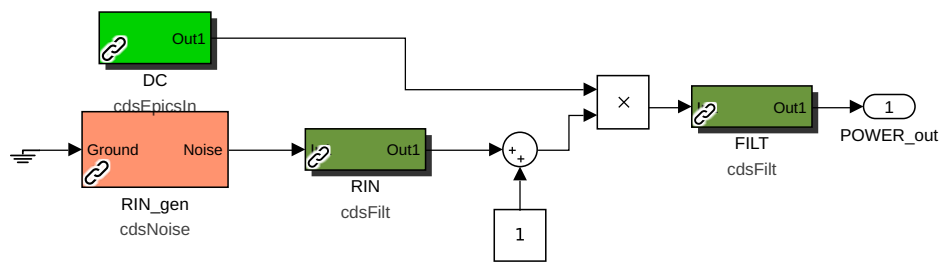 Out1
DC
cdsEpicsIn
Ground
Noise
RIN_gen
cdsNoise
Out1
RIN
cdsFilt
+
+
1
×
Out1
FILT
cdsFilt
1
POWER_out